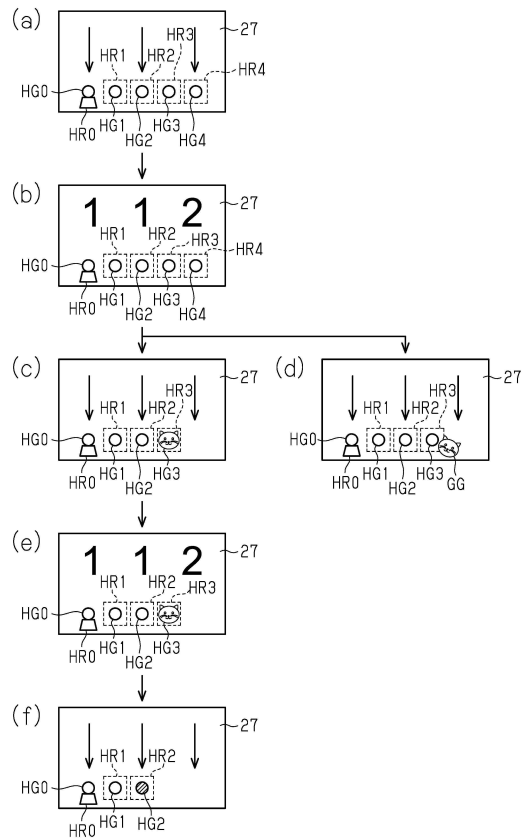 (a)
27
HR3
HR1
HR2
HR4
HG0
HR0
HG1
HG2
HG3
HG4
(b)
1 1 2
27
HR1
HR2
HR3
HR4
HG0
HR0
HG1
HG2
HG3
HG4
(c)
27
HR3
HR1
HR2
HG0
HR0
HG1
HG2
HG3
(d)
27
HR3
HR1
HR2
HG0
HR0
HG1
HG2
HG3
GG
(e)
1 1 2
27
HR1
HR2
HR3
HG0
HR0
HG1
HG2
HG3
(f)
27
HR1
HR2
HG0
HR0
HG1
HG2